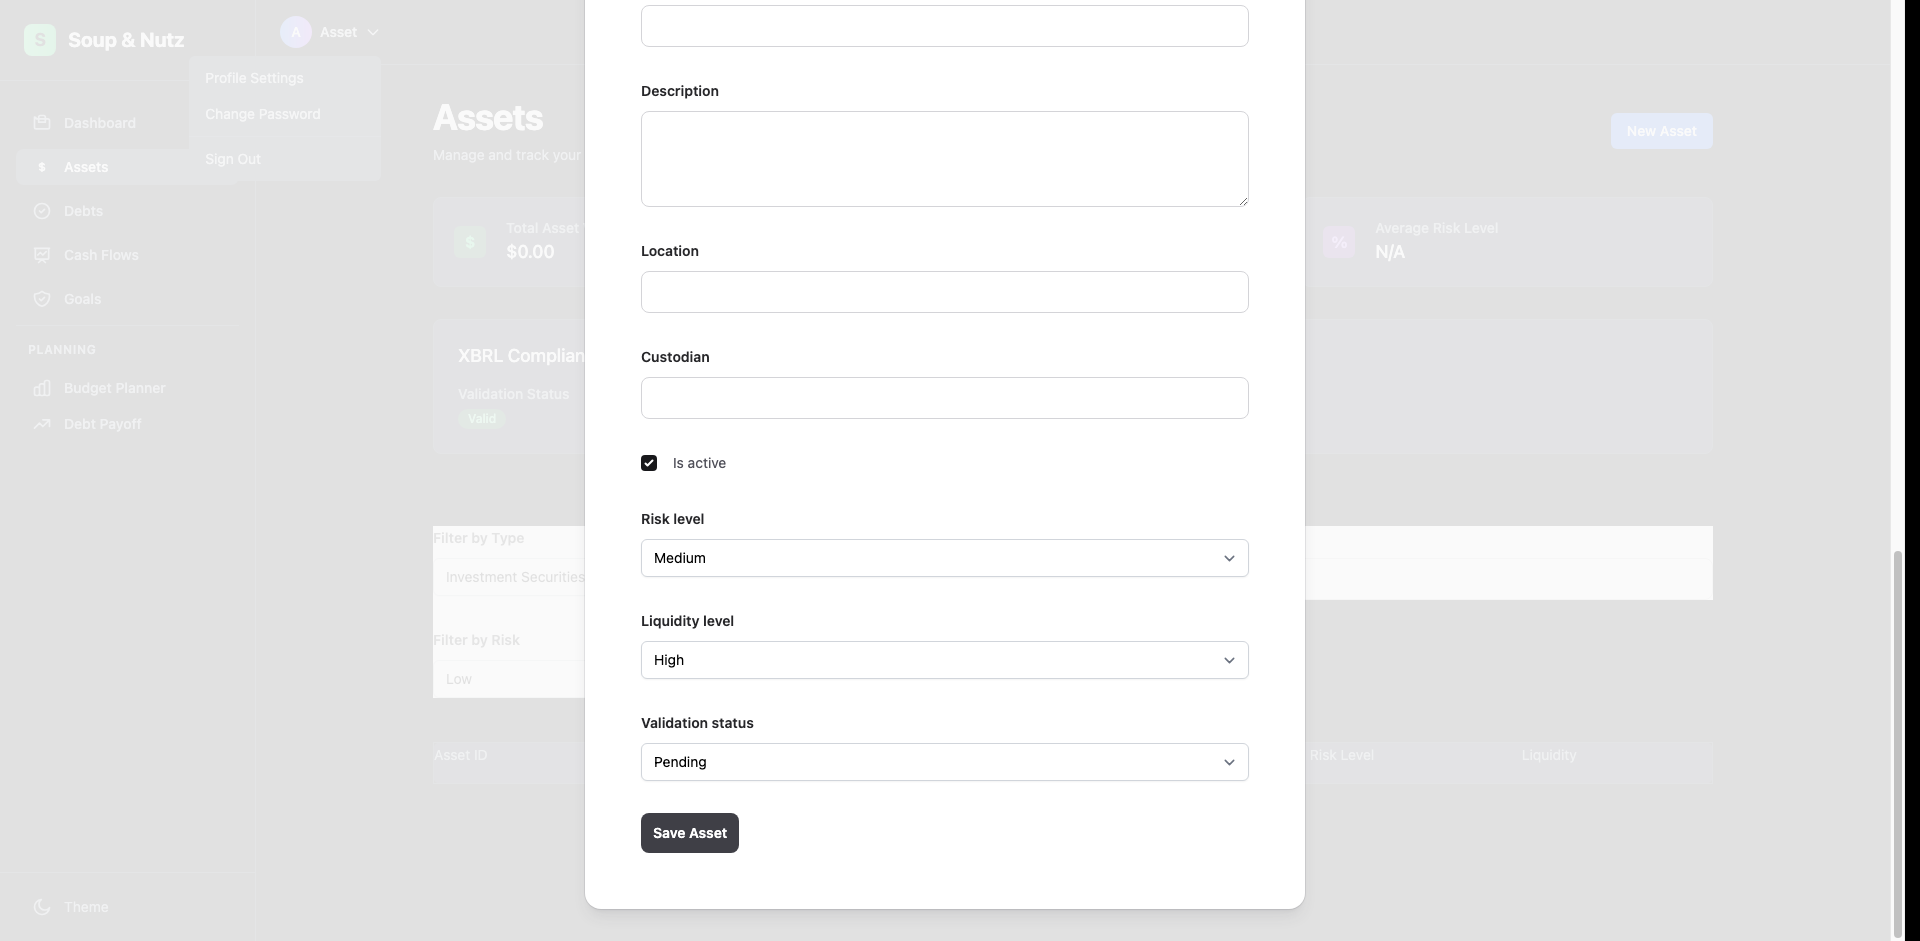 S
Soup & Nutz
A
Asset
Profile Settings
Change Password
Sign Out
Dashboard
Assets
Debts
Cash Flows
Goals
PLANNING
Budget Planner
Debt Payoff
Theme
Assets
Manage and track your
New Asset
$
Total Asset
$0.00
%
Average Risk Level
N/A
XBRL Complian
Validation Status
Valid
Filter by Type
Investment Securities
Filter by Risk
Low
Asset ID
Risk Level
Liquidity
Description
Location
Custodian
Is active
Risk level
Medium
Liquidity level
High
Validation status
Pending
Save Asset